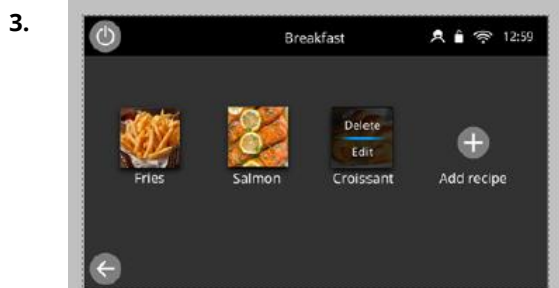 3.
Breakfast 12:59
Delete
Edit
Fries Salmon Croissant Add recipe